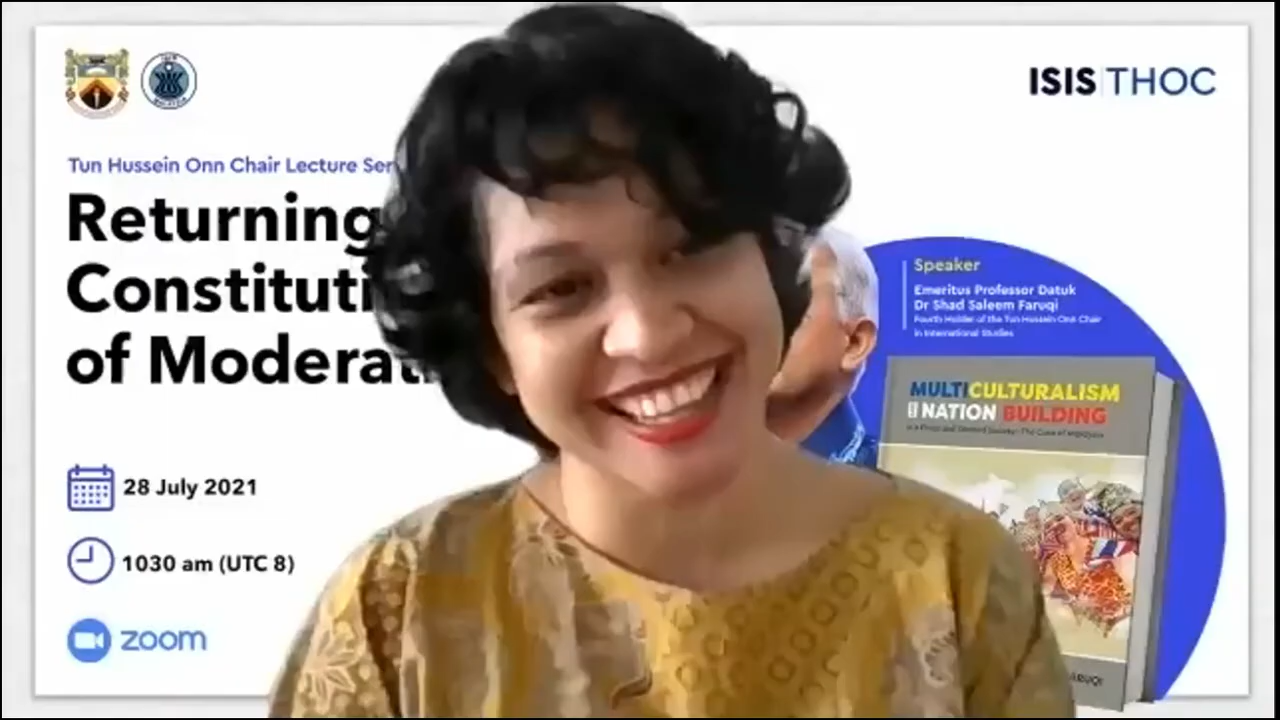 ISIS THOC
Tun Hussein Onn Chair Lecture Ser
Returning
Constituti
of Moderat
28 July 2021
1030 am (UTC 8)
zoom
Speaker
Emeritus Professor Datuk
Dr Shad Saleem Faruqi
Fourth Holder of the Tun Hussein Onn Chair
in International Studies
MULTICULTURALISM
NATION BUILDING